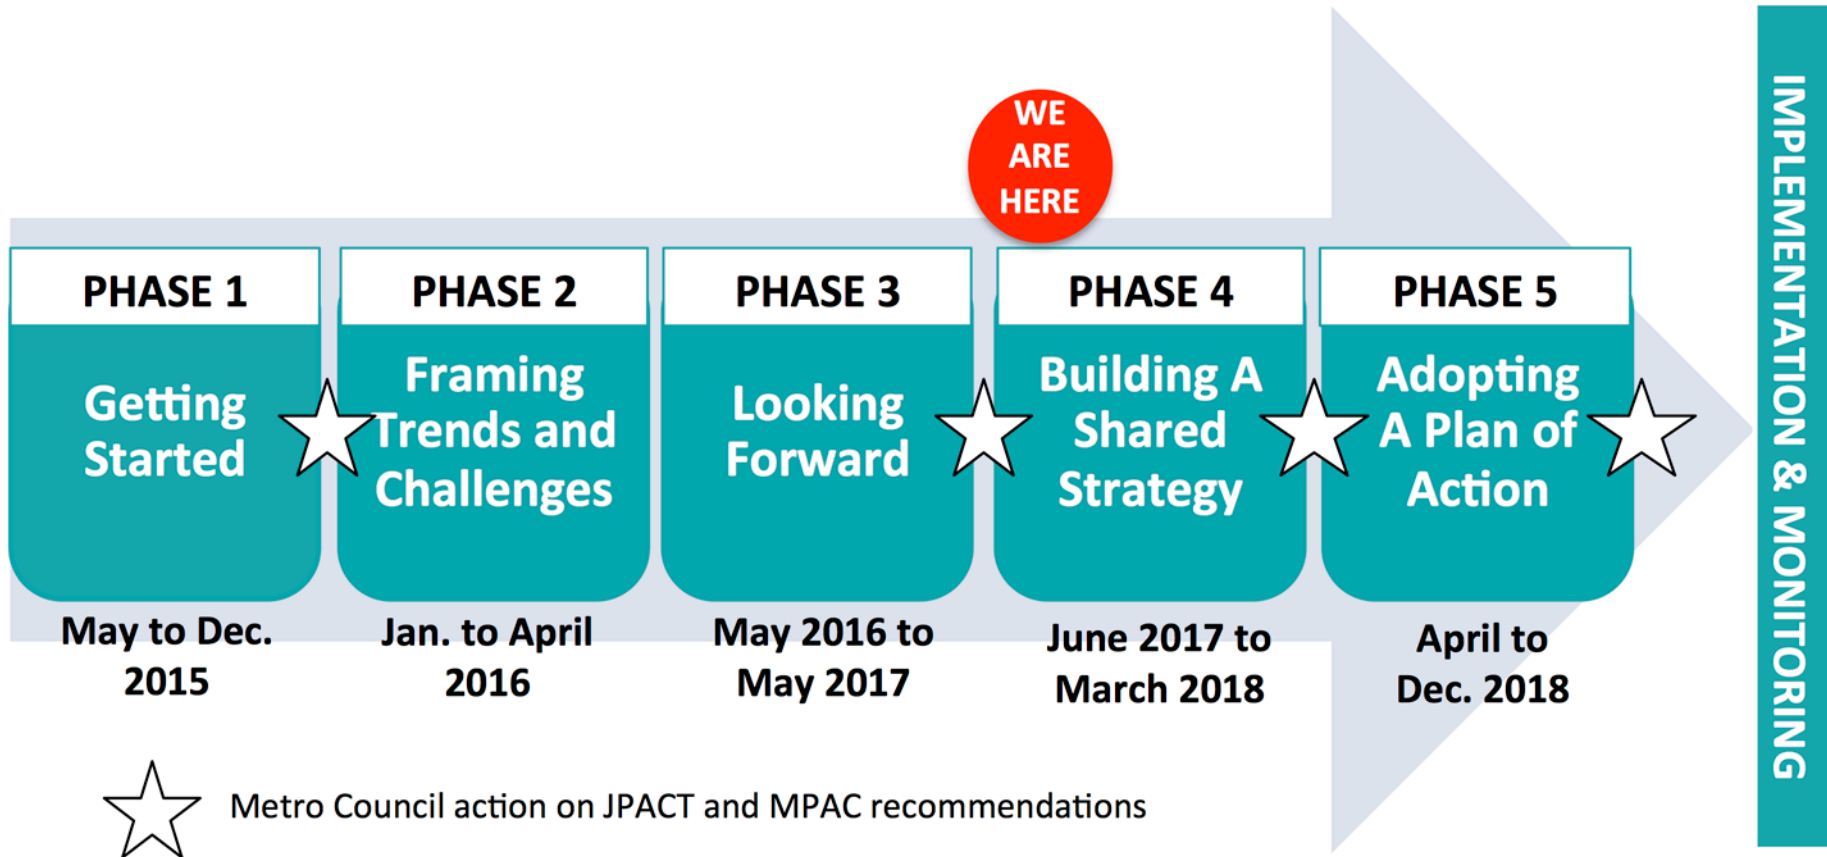 WE
ARE
HERE
PHASE 1
Getting
Started
May to Dec.
2015
PHASE 2
Framing
Trends and
Challenges
Jan. to April
2016
PHASE 3
Looking
Forward
May 2016 to
May 2017
PHASE 4
Building A
Shared
Strategy
June 2017 to
March 2018
PHASE 5
Adopting
A Plan of
Action
April to
Dec. 2018
IMPLEMENTATION & MONITORING
Metro Council action on JPACT and MPAC recommendations